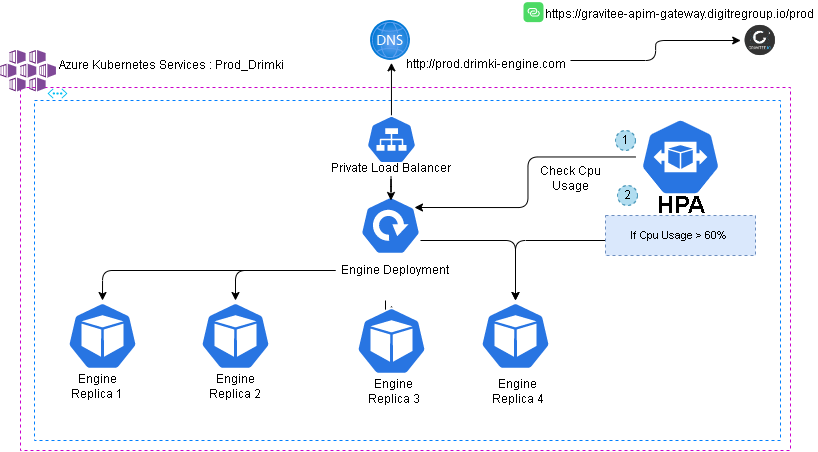 https://gravitee-apim-gateway.digitregroup.io/prod
DNS
GRAVITEE.IO
Azure Kubernetes Services : Prod_Drimki
http://prod.drimki-engine.com
Private Load Balancer
1
Check Cpu
Usage
2
HPA
If Cpu Usage > 60%
Engine Deployment
Engine
Replica 1
Engine
Replica 2
Engine
Replica 3
Engine
Replica 4